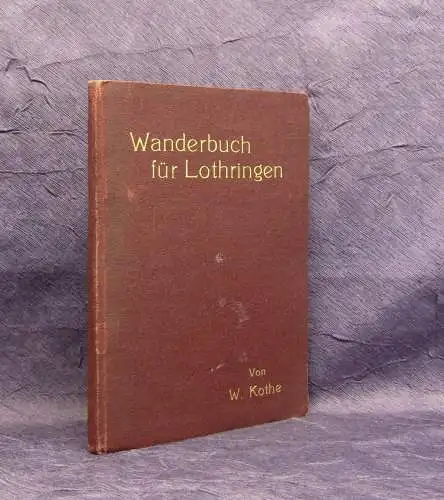 Wanderbuch
für Lothringen
Von
W. Kothe